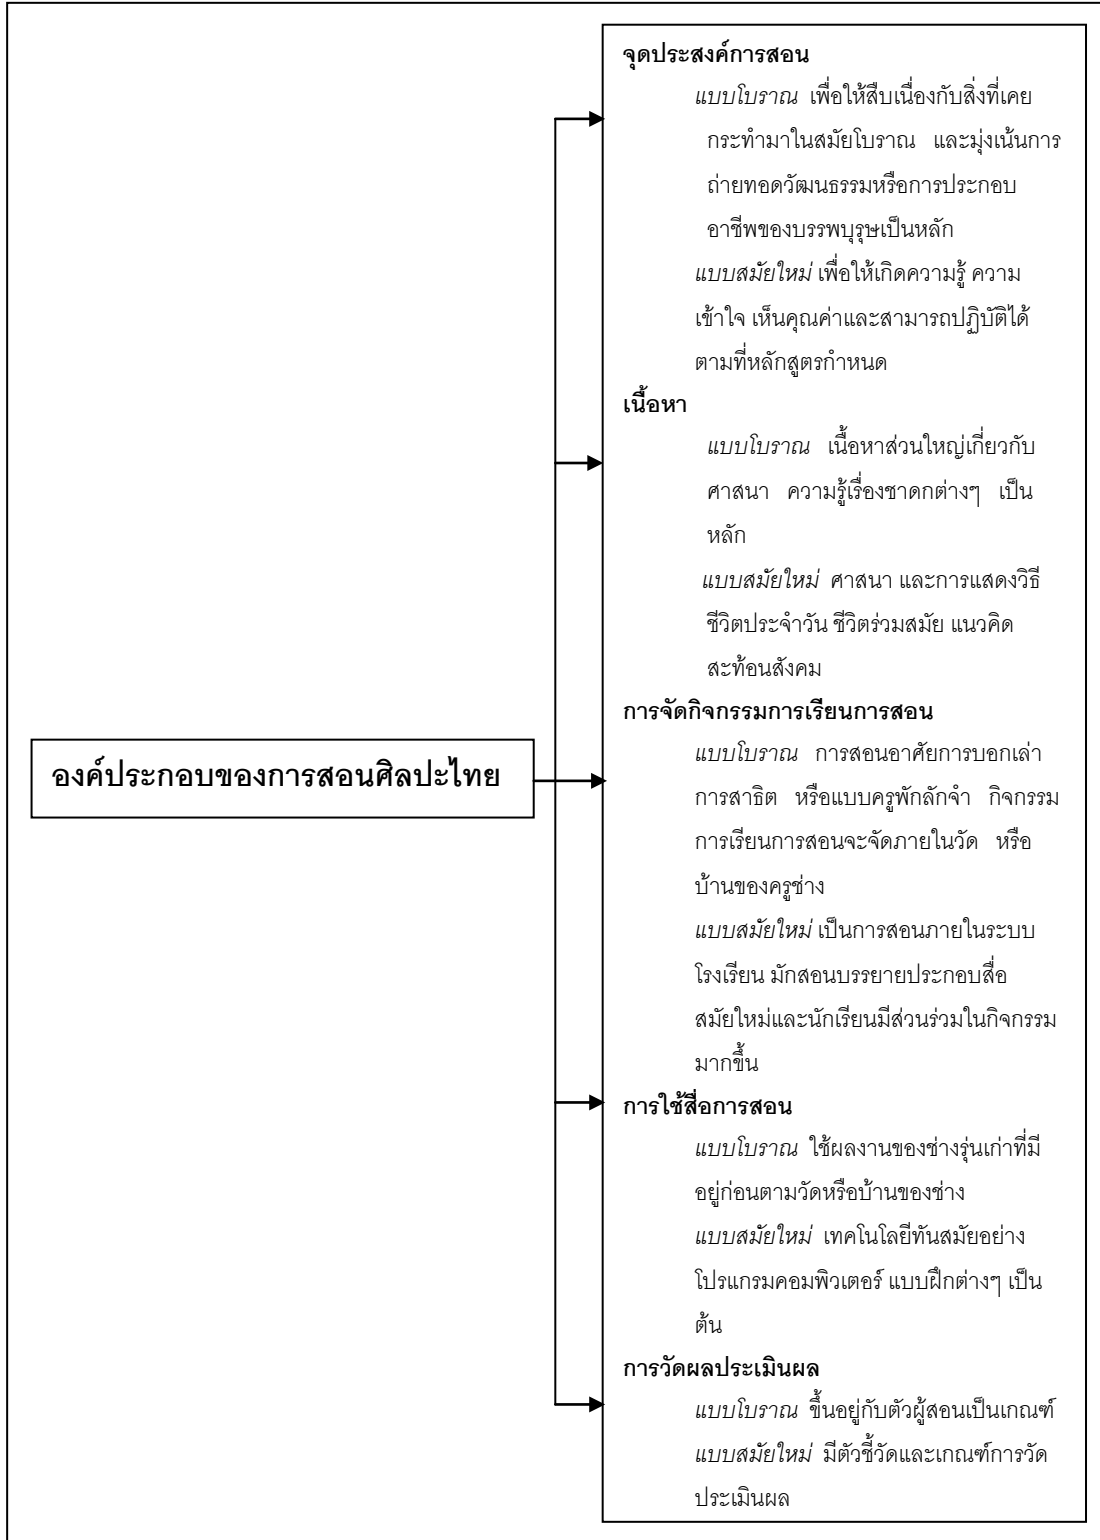 จุดประสงค์การสอน
แบบโบราณ เพื่อให้สืบเนื่องกับสิ่งที่เคย
กระทำมาในสมัยโบราณ และมุ่งเน้นการ
ถ่ายทอดวัฒนธรรมหรือการประกอบ
อาชีพของบรรพบุรุษเป็นหลัก
แบบสมัยใหม่ เพื่อให้เกิดความรู้ ความ
เข้าใจ เห็นคุณค่าและสามารถปฏิบัติได้
ตามที่หลักสูตรกำหนด
เนื้อหา
แบบโบราณ เนื้อหาส่วนใหญ่เกี่ยวกับ
ศาสนา ความรู้เรื่องชาดกต่างๆ เป็น
หลัก
แบบสมัยใหม่ ศาสนา และการแสดงวิธี
ชีวิตประจำวัน ชีวิตร่วมสมัย แนวคิด
สะท้อนสังคม
การจัดกิจกรรมการเรียนการสอน
องค์ประกอบของการสอนศิลปะไทย
แบบโบราณ การสอนอาศัยการบอกเล่า
การสาธิต หรือแบบครูพักลักจำ กิจกรรม
การเรียนการสอนจะจัดภายในวัด หรือ
บ้านของครูช่าง
แบบสมัยใหม่ เป็นการสอนภายในระบบ
โรงเรียน มักสอนบรรยายประกอบสื่อ
สมัยใหม่และนักเรียนมีส่วนร่วมในกิจกรรม
มากขึ้น
การใช้สื่อการสอน
แบบโบราณ ใช้ผลงานของช่างรุ่นเก่าที่มี
อยู่ก่อนตามวัดหรือบ้านของช่าง
แบบสมัยใหม่ เทคโนโลยีทันสมัยอย่าง
โปรแกรมคอมพิวเตอร์ แบบฝึกต่างๆ เป็น
ต้น
การวัดผลประเมินผล
แบบโบราณ ขึ้นอยู่กับตัวผู้สอนเป็นเกณฑ์
แบบสมัยใหม่ มีตัวชี้วัดและเกณฑ์การวัด
ประเมินผล